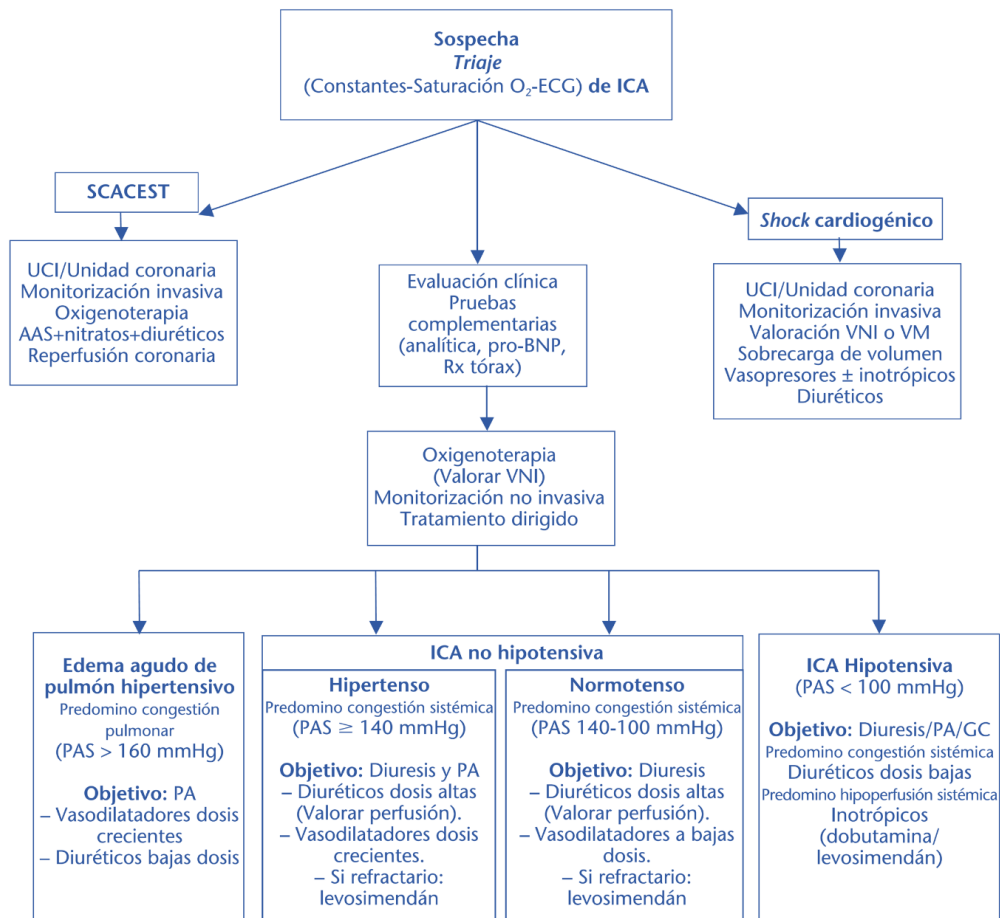 Sospecha
Triaje
(Constantes-Saturación O₂-ECG) de ICA
SCACEST
UCI/Unidad coronaria
Monitorización invasiva
Oxigenoterapia
AAS+nitratos+diuréticos
Reperfusión coronaria
Evaluación clínica
Pruebas
complementarias
(analítica, pro-BNP,
Rx tórax)
Shock cardiogénico
UCI/Unidad coronaria
Monitorización invasiva
Valoración VNI o VM
Sobrecarga de volumen
Vasopresores ± inotrópicos
Diuréticos
Oxigenoterapia
(Valorar VNI)
Monitorización no invasiva
Tratamiento dirigido
Edema agudo de
pulmón hipertensivo
Predomino congestión
pulmonar
(PAS > 160 mmHg)
Objetivo: PA
– Vasodilatadores dosis
crecientes
– Diuréticos bajas dosis
ICA no hipotensiva
Hipertenso
Predomino congestión sistémica
(PAS ≥ 140 mmHg)
Objetivo: Diuresis y PA
– Diuréticos dosis altas
(Valorar perfusión).
– Vasodilatadores dosis
crecientes.
– Si refractario:
levosimendán
Normotenso
Predomino congestión sistémica
(PAS 140-100 mmHg)
Objetivo: Diuresis
– Diuréticos dosis altas
(Valorar perfusión).
– Vasodilatadores a bajas
dosis.
– Si refractario:
levosimendán
ICA Hipotensiva
(PAS < 100 mmHg)
Objetivo: Diuresis/PA/GC
Predomino congestión sistémica
Diuréticos dosis bajas
Predomino hipoperfusión sistémica
Inotrópicos
(dobutamina/
levosimendán)